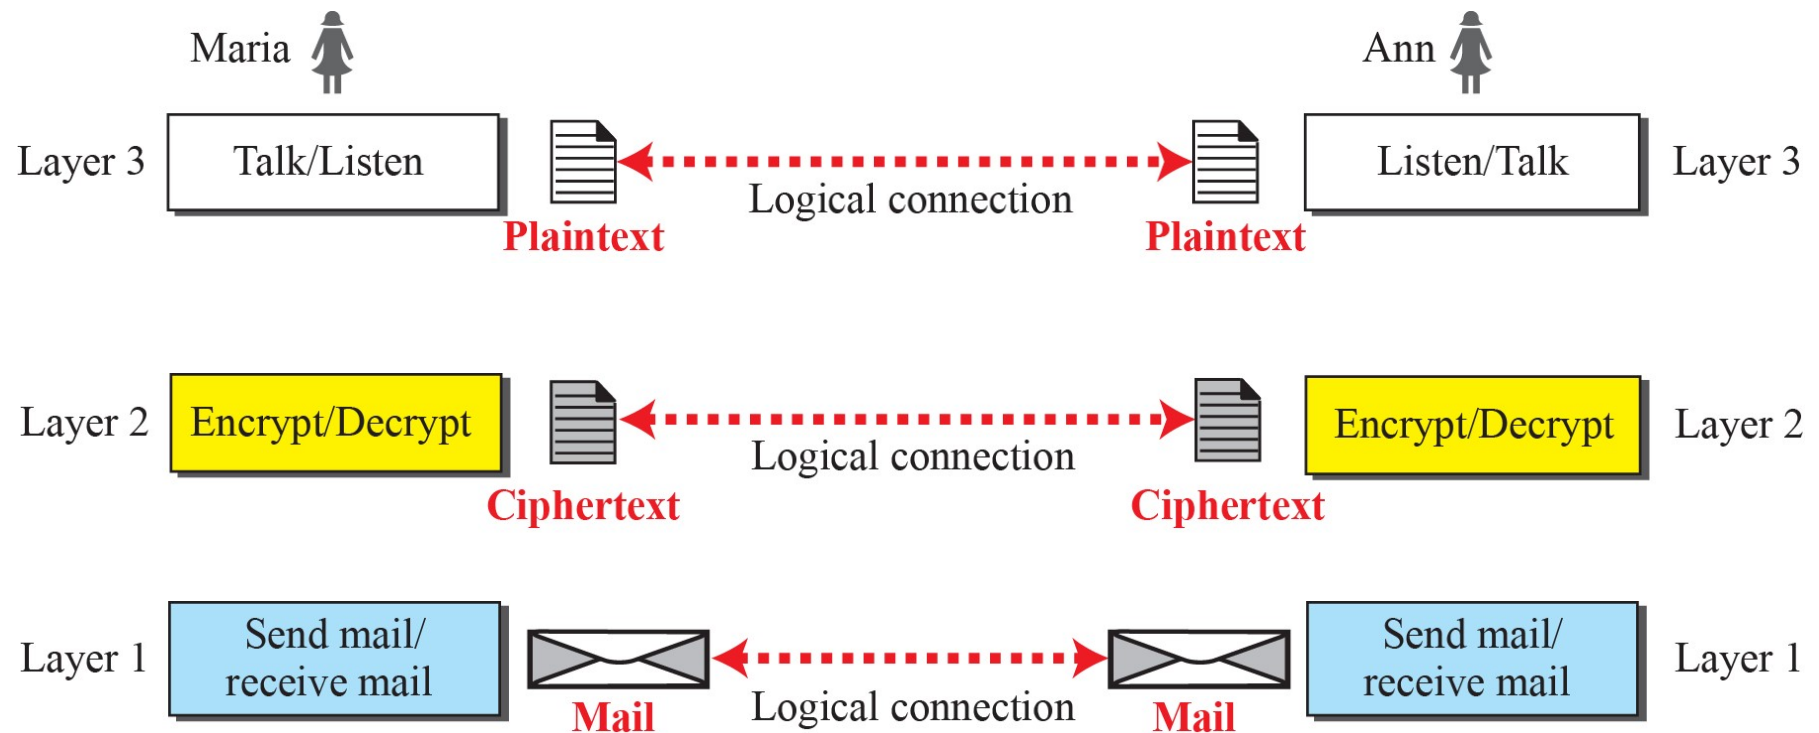 Maria
Ann
Layer 3
Talk/Listen
Listen/Talk
Layer 3
Logical connection
Plaintext
Plaintext
Layer 2
Encrypt/Decrypt
Encrypt/Decrypt
Layer 2
Logical connection
Ciphertext
Ciphertext
Layer 1
Send mail/
receive mail
Send mail/
receive mail
Layer 1
Logical connection
Mail
Mail